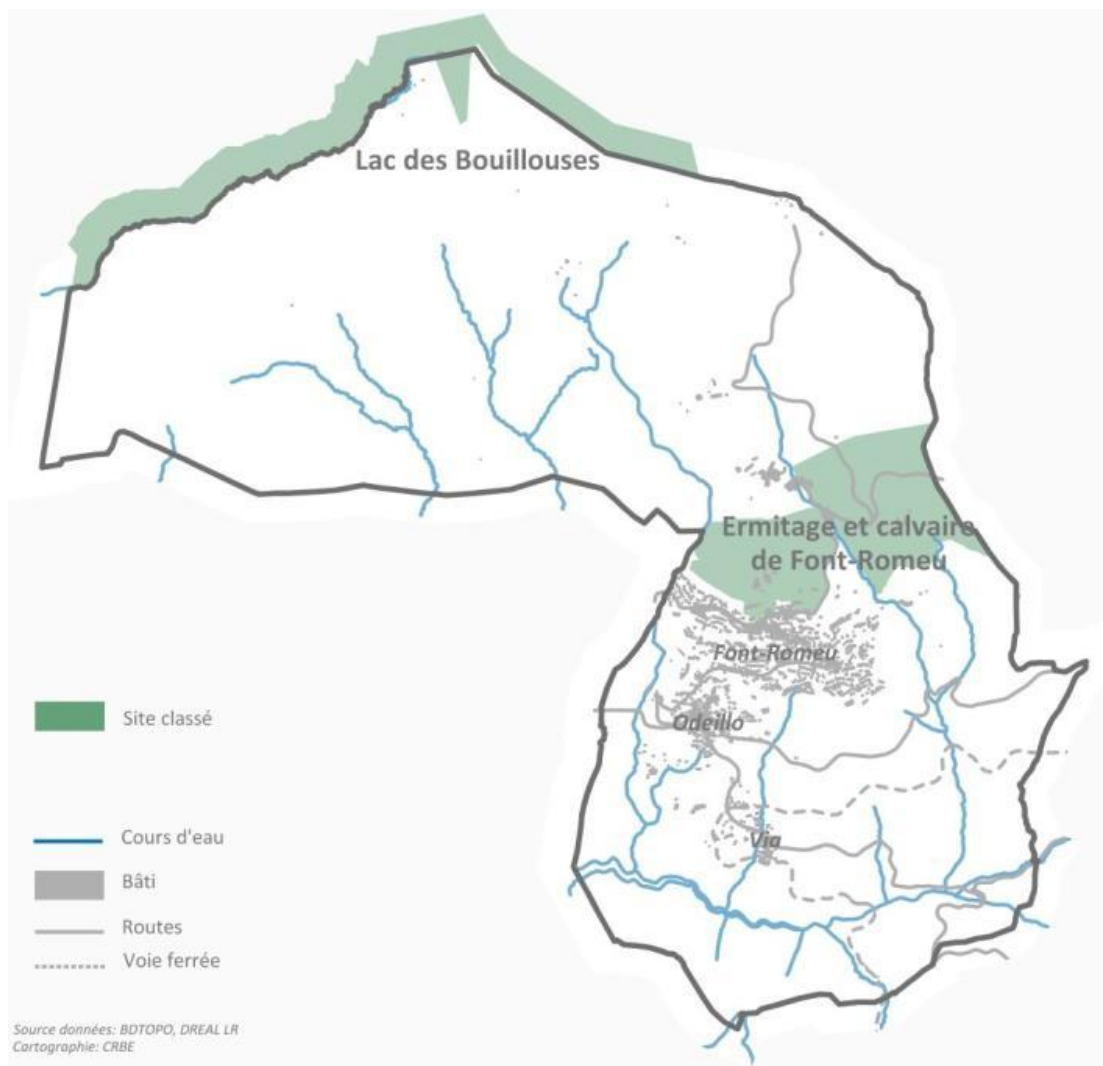 Lac des Bouillouses
Ermitage et calvaire
de Font-Romeu
Font-Romeu
Odeillo
Via
Site classé
Cours d'eau
Bâti
Routes
Voie ferrée
Source données: BDTOPO, DREAL LR
Cartographie: CRBE